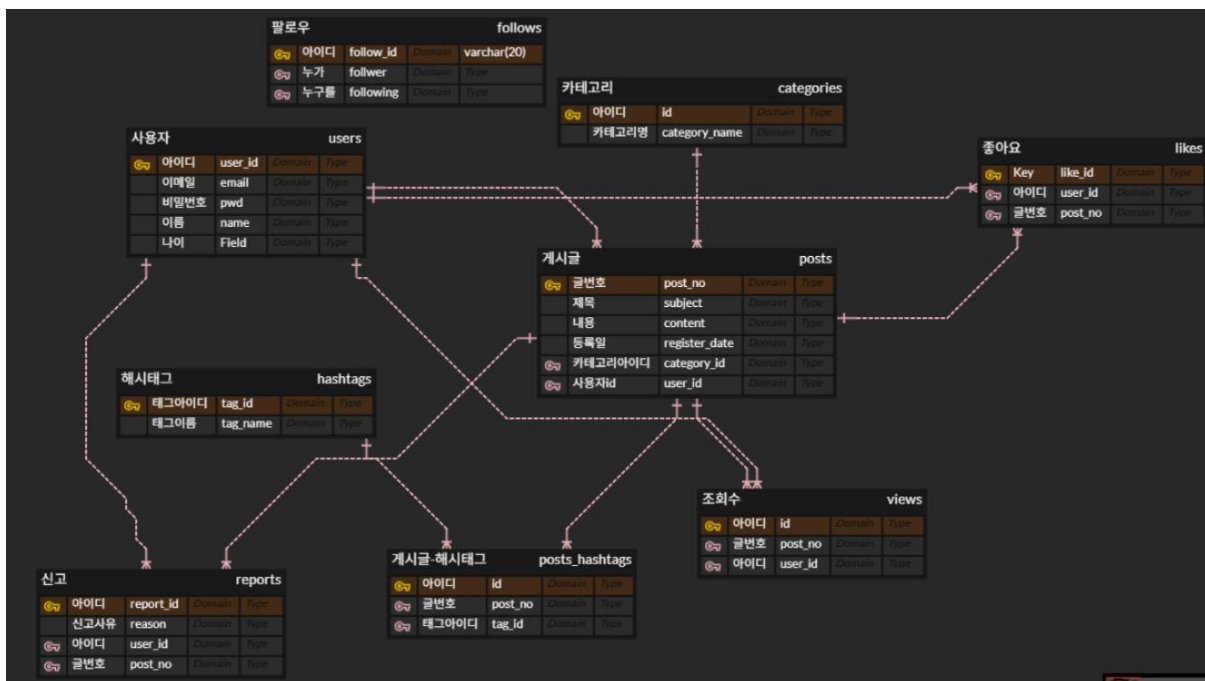 팔로우 follows
아이디 follow_id Domain varchar(20)
누가 follwer Domain Type
누구를 following Domain Type
카테고리 categories
아이디 id Domain Type
카테고리명 category_name Domain Type
사용자 users
아이디 user_id Domain Type
이메일 email Domain Type
비밀번호 pwd Domain Type
이름 name Domain Type
나이 Field Domain Type
좋아요 likes
Key like_id Domain Type
아이디 user_id Domain Type
글번호 post_no Domain Type
게시글 posts
글번호 post_no Domain Type
제목 subject Domain Type
내용 content Domain Type
등록일 register_date Domain Type
카테고리아이디 category_id Domain Type
사용자id user_id Domain Type
해시태그 hashtags
태그아이디 tag_id Domain Type
태그이름 tag_name Domain Type
조회수 views
아이디 id Domain Type
글번호 post_no Domain Type
아이디 user_id Domain Type
게시글-해시태그 posts_hashtags
아이디 id Domain Type
글번호 post_no Domain Type
태그아이디 tag_id Domain Type
신고 reports
아이디 report_id Domain Type
신고사유 reason Domain Type
아이디 user_id Domain Type
글번호 post_no Domain Type